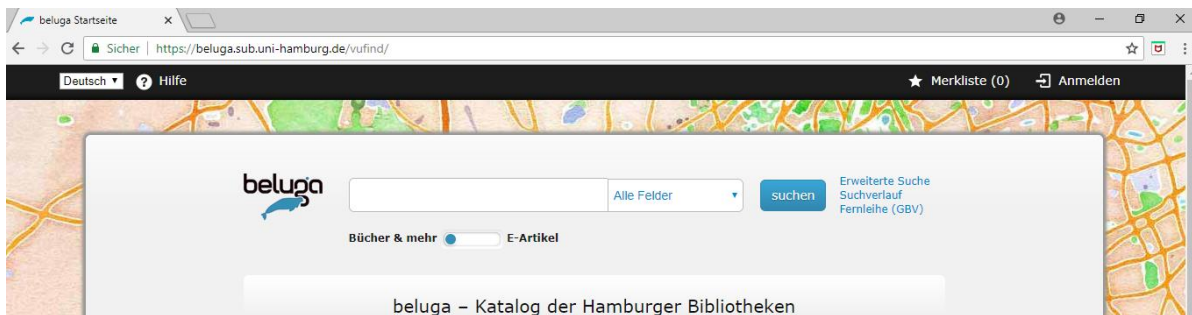 beluga Startseite
Sicher | https://beluga.sub.uni-hamburg.de/vufind/
Deutsch Hilfe Merkliste (0) Anmelden
beluga
Alle Felder
suchen
Erweiterte Suche
Suchverlauf
Fernleihe (GBV)
Bücher & mehr E-Artikel
beluga – Katalog der Hamburger Bibliotheken